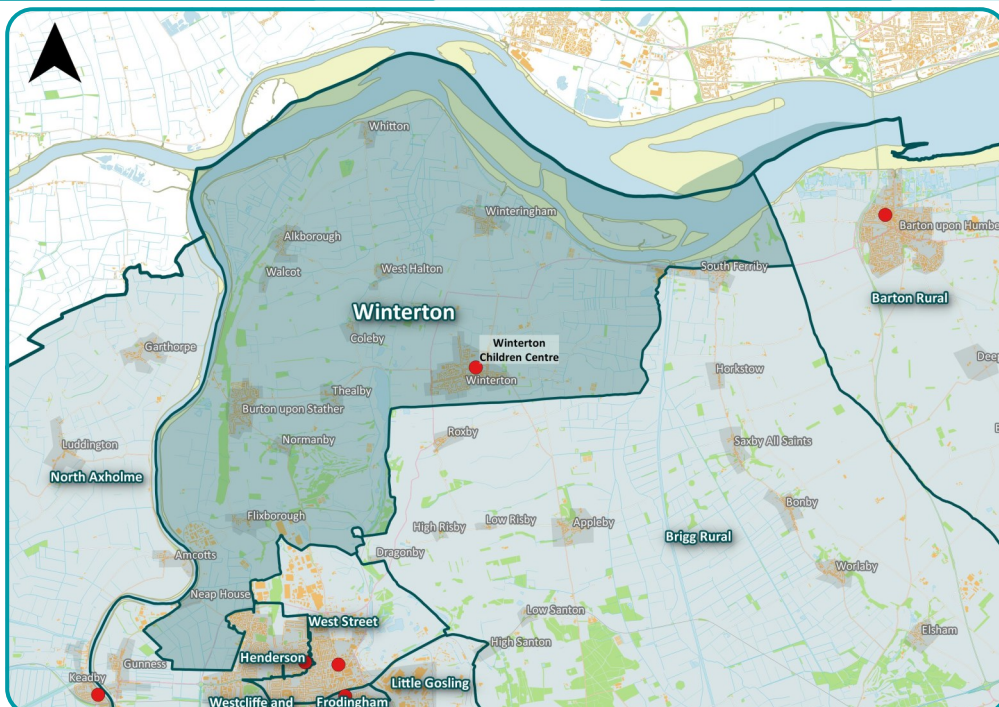 Whitton
Winteringham
Barton upon Humbe
Alkborough
West Halton
South Ferriby
Walcot
Barton Rural
Winterton
Coleby
Winterton
Children Centre
Garthorpe
Deep
Horkstow
Winterton
Thealby
Burton upon Stather
Roxby
Luddington
Normanby
Saxby All Saints
North Axholme
Bonby
Flixborough
High Risby
Low Risby
Appleby
Brigg Rural
Amcotts
Dragonby
Worlaby
Neap House
Low Santon
West Street
Elsham
High Santon
Henderson
Gunness
Keadby
Little Gosling
Westcliffe and
Frodingham